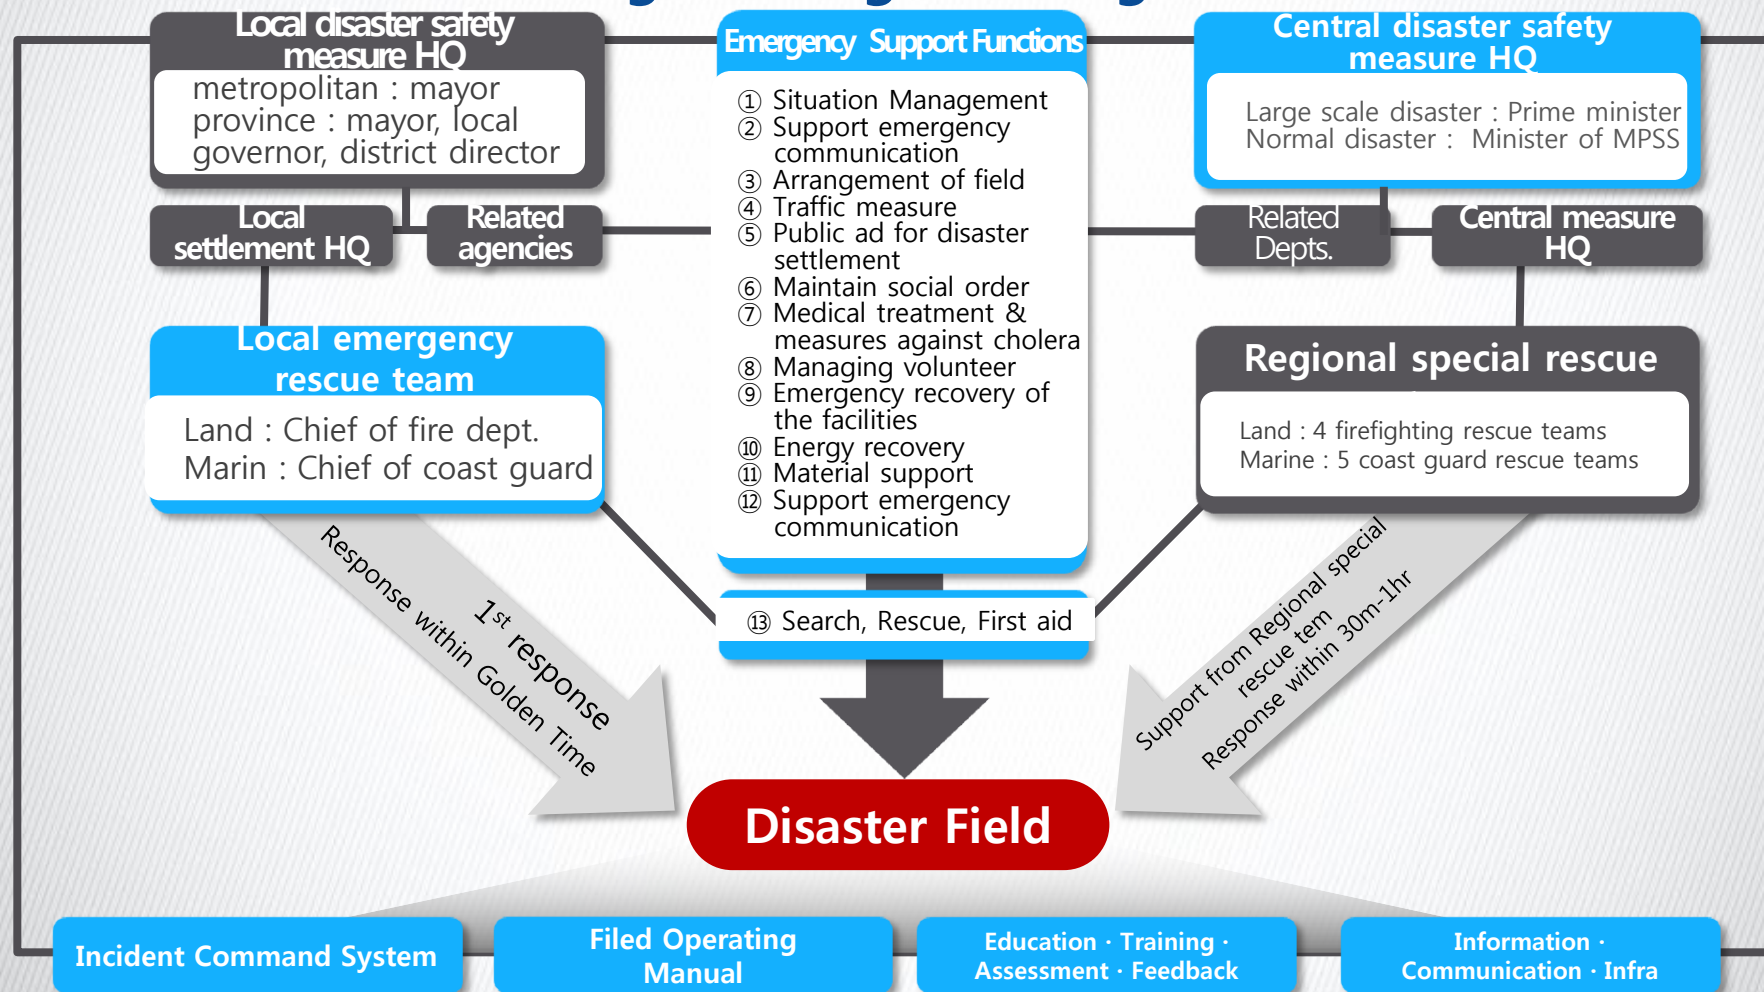 Local disaster safety
measure HQ
metropolitan : mayor
province : mayor, local
governor, district director
Local
settlement HQ
Related
agencies
Local emergency
rescue team
Land : Chief of fire dept.
Marin : Chief of coast guard
Emergency Support Functions
① Situation Management
② Support emergency
communication
③ Arrangement of field
④ Traffic measure
⑤ Public ad for disaster
settlement
⑥ Maintain social order
⑦ Medical treatment &
measures against cholera
⑧ Managing volunteer
⑨ Emergency recovery of
the facilities
⑩ Energy recovery
⑪ Material support
⑫ Support emergency
communication
⑬ Search, Rescue, First aid
Central disaster safety
measure HQ
Large scale disaster : Prime minister
Normal disaster : Minister of MPSS
Related
Depts.
Central measure
HQ
Regional special rescue
Land : 4 firefighting rescue teams
Marine : 5 coast guard rescue teams
1st response
Response within Golden Time
Support from Regional special
rescue tem
Response within 30m-1hr
Disaster Field
Incident Command System
Filed Operating
Manual
Education · Training ·
Assessment · Feedback
Information ·
Communication · Infra